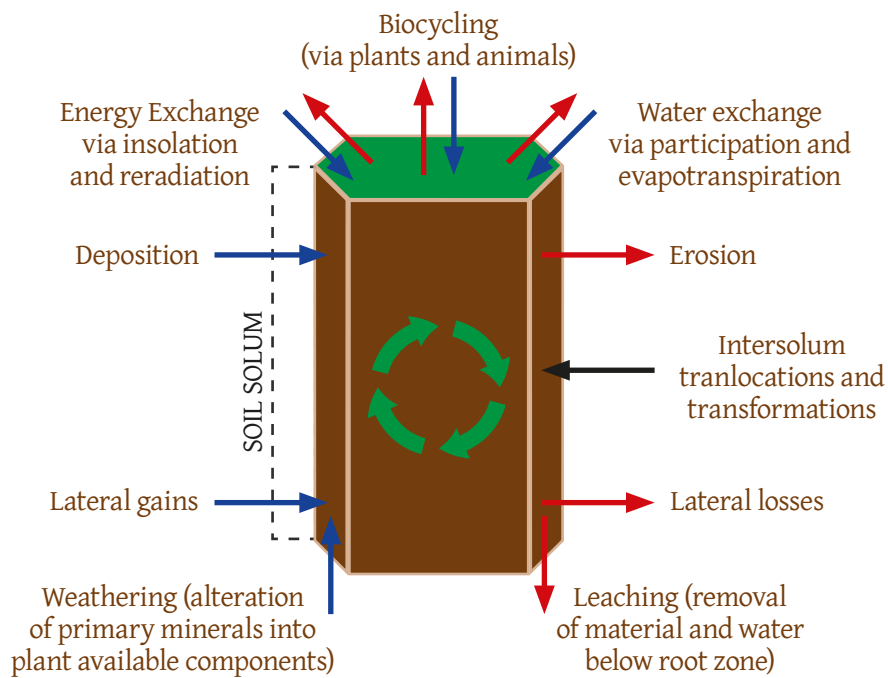 Biocycling
(via plants and animals)
Energy Exchange
via insolation
and reradiation
Water exchange
via participation and
evapotranspiration
Deposition
Erosion
SOIL SOLUM
Intersolum
tranlocations and
transformations
Lateral gains
Lateral losses
Weathering (alteration
of primary minerals into
plant available components)
Leaching (removal
of material and water
below root zone)